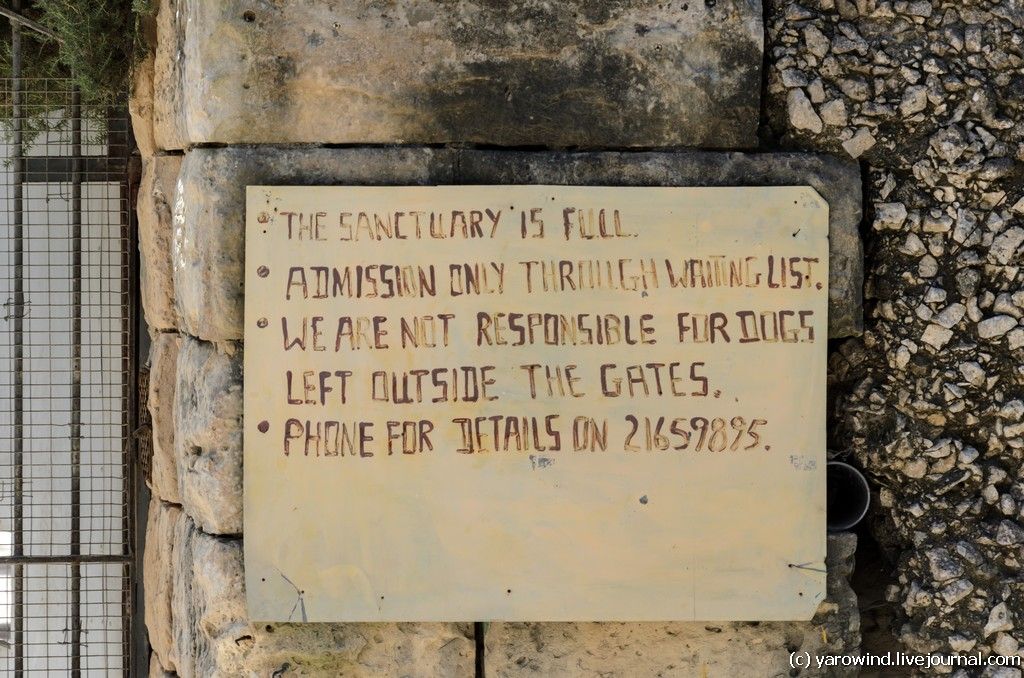 • THE SANCTUARY IS FULL.
• ADMISSION ONLY THROUGH WAITING LIST.
• WE ARE NOT RESPONSIBLE FOR DOGS
LEFT OUTSIDE THE GATES.
• PHONE FOR DETAILS ON 21659895.
(c) yarowind.livejournal.com